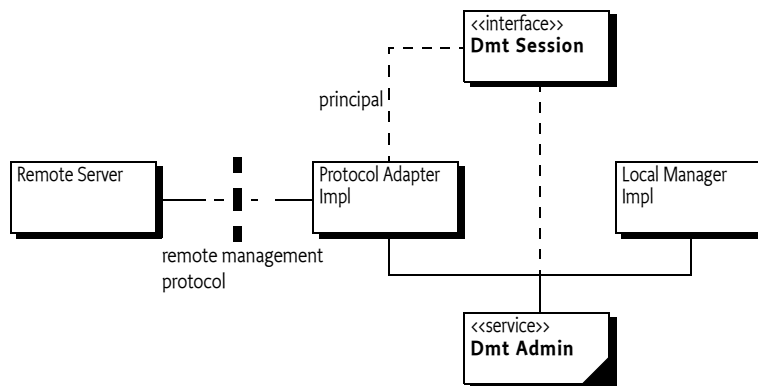 <<interface>>
Dmt Session
principal
Remote Server
Protocol Adapter
Impl
Local Manager
Impl
remote management
protocol
<<service>>
Dmt Admin